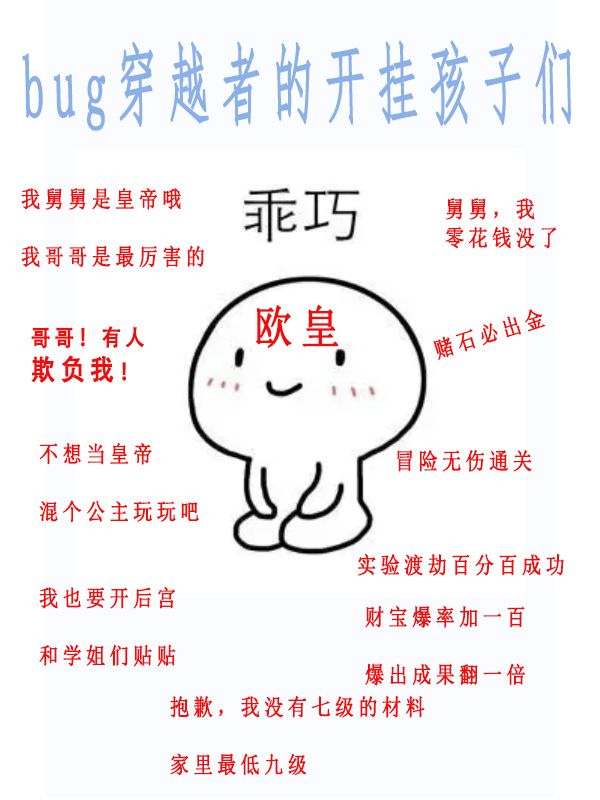 bug穿越者的开挂孩子们
乖巧
我舅舅是皇帝哦
我哥哥是最厉害的
舅舅，我
零花钱没了
欧皇
哥哥！有人
欺负我！
赌石必出金
不想当皇帝
混个公主玩玩吧
冒险无伤通关
实验渡劫百分百成功
我也要开后宫
和学姐们贴贴
财宝爆率加一百
爆出成果翻一倍
抱歉，我没有七级的材料
家里最低九级